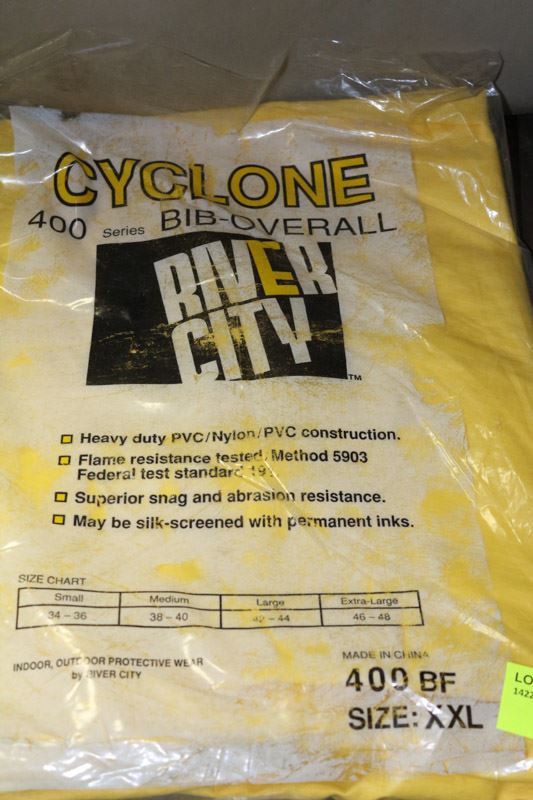 CYCLONE
400 Series BIB-OVERALL
RIVER
CITY
TM
Heavy duty PVC/Nylon/PVC construction.
Flame resistance tested. Method 5903
Federal test standard 191
Superior snag and abrasion resistance.
May be silk-screened with permanent inks.
SIZE CHART
Small Medium Large Extra-Large
34 – 36 38 – 40 42 – 44 46 – 48
INDOOR, OUTDOOR PROTECTIVE WEAR
by RIVER CITY
MADE IN CHINA
400 BF
SIZE: XXL
LO
1422